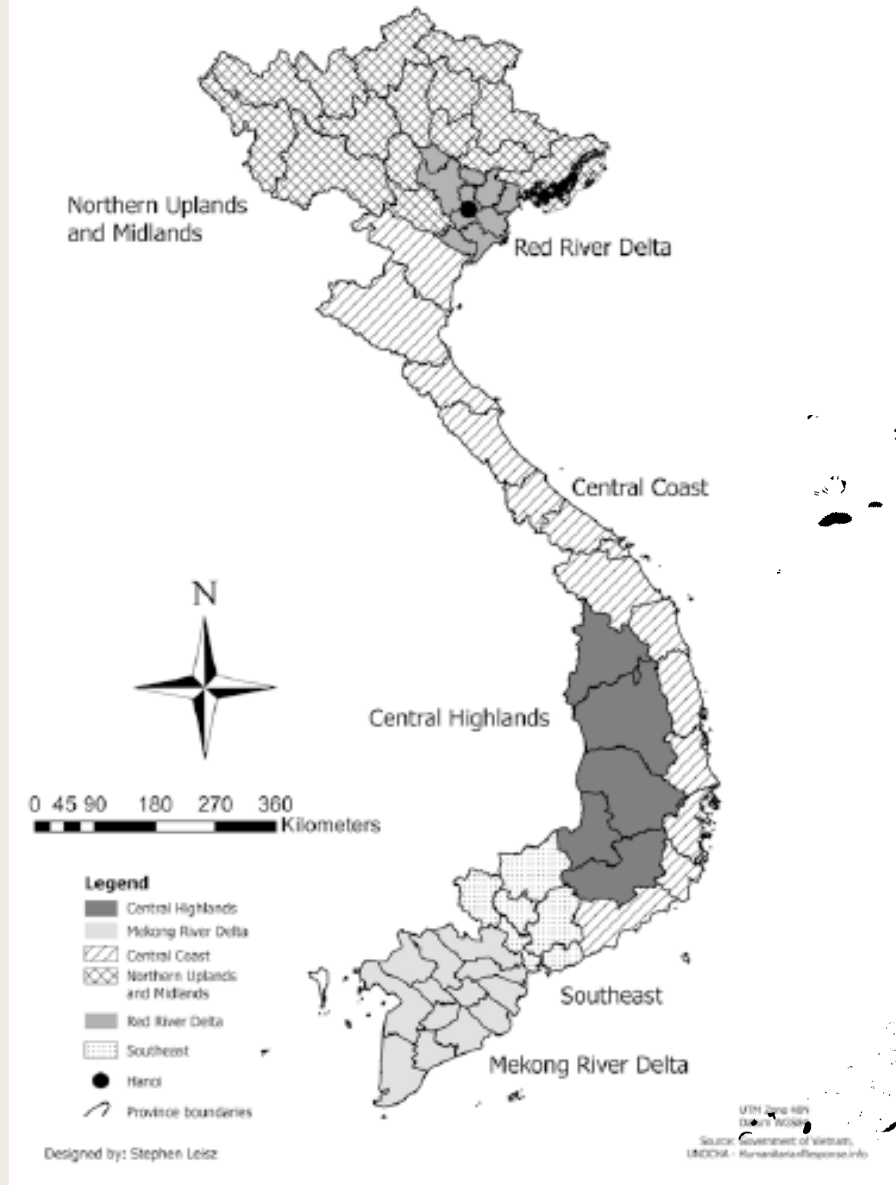 Northern Uplands
and Midlands
Red River Delta
Central Coast
N
Central Highlands
0 45 90 180 270 360
Kilometers
Legend
Central Highlands
Mekong River Delta
Central Coast
Northern Uplands
and Midlands
Red River Delta
Southeast
Hanoi
Province boundaries
Southeast
Mekong River Delta
UTM Zone 48N
Datum WGS84
Source: Government of Vietnam,
UNOCHA - HumanitarianResponse.info
Designed by: Stephen Leisz